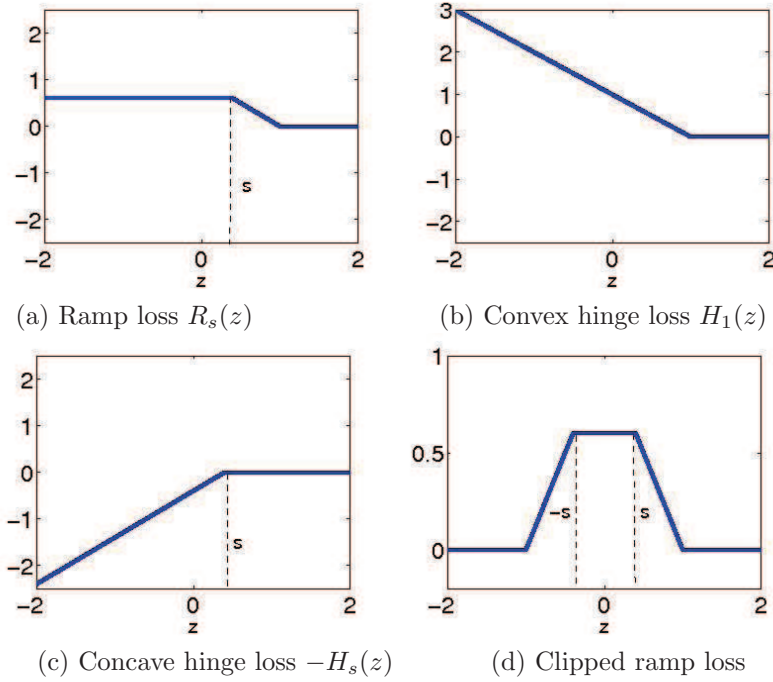 2
1
0
-1
-2
-2 0 2
z
s
(a) Ramp loss $R_s(z)$
3
2
1
0
-1
-2
-2 0 2
z
(b) Convex hinge loss $H_1(z)$
2
1
0
-1
-2
-2 0 2
z
s
(c) Concave hinge loss $-H_s(z)$
1
0.5
0
-2 0 2
z
-s s
(d) Clipped ramp loss